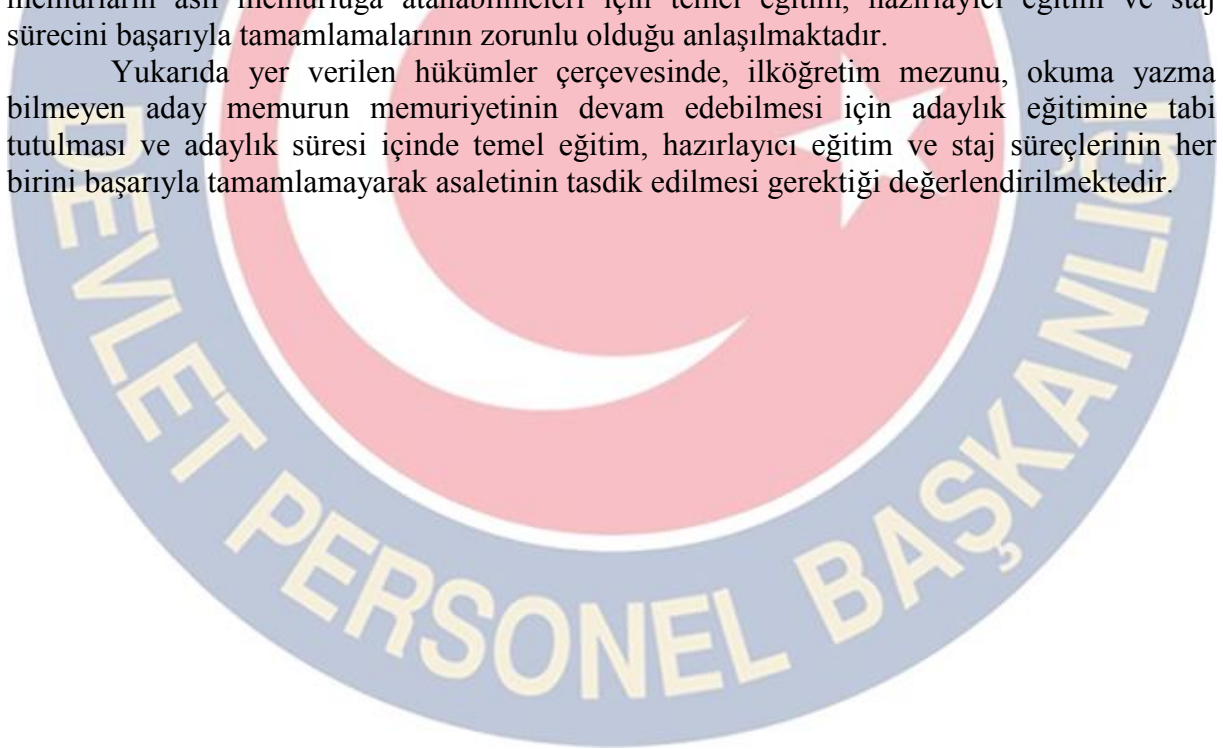 memurların asli memurluğa atanabilmeleri için temel eğitim, hazırlayıcı eğitim ve staj
sürecini başarıyla tamamlamalarının zorunlu olduğu anlaşılmaktadır.
Yukarıda yer verilen hükümler çerçevesinde, ilköğretim mezunu, okuma yazma
bilmeyen aday memurun memuriyetinin devam edebilmesi için adaylık eğitimine tabi
tutulması ve adaylık süresi içinde temel eğitim, hazırlayıcı eğitim ve staj süreçlerinin her
birini başarıyla tamamlamayarak asaletinin tasdik edilmesi gerektiği değerlendirilmektedir.
DEVLET PERSONEL BAŞKANLIĞI